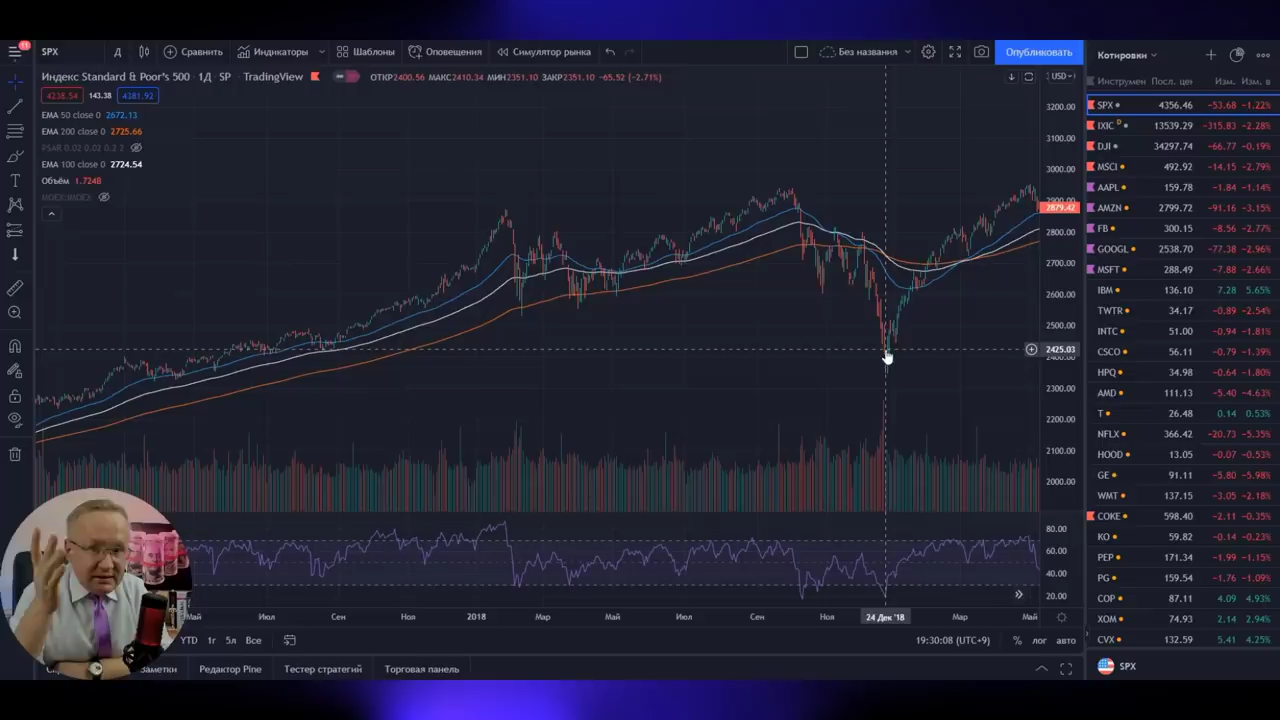 11
SPX
Д
Сравнить
Индикаторы
Шаблоны
Оповещения
Симулятор рынка
Без названия
Опубликовать
Индекс Standard & Poor's 500 · 1Д · SP · TradingView
ОТКР2400.56 МАКС2410.34 МИН2351.10 ЗАКР2351.10 −65.52 (−2.71%)
4238.54 143.38 4381.92
EMA 50 close 0 2672.13
EMA 200 close 0 2725.66
PSAR 0.02 0.02 0.2 2
EMA 100 close 0 2724.54
Объём 1.724B
MOEX:IMOEX
USD
3200.00
3100.00
3000.00
2900.00
2879.42
2800.00
2700.00
2600.00
2500.00
2425.03
2400.00
2300.00
2200.00
2100.00
2000.00
80.00
60.00
40.00
20.00
Май Июл Сен Ноя 2018 Мар Май Июл Сен Ноя 24 Дек '18 Мар Май
YTD 1г 5л Все
19:30:08 (UTC+9) % лог авто
Заметки Редактор Pine Тестер стратегий Торговая панель
Котировки
Инструмен Посл. цен Изм. Изм. в
SPX 4356.46 −53.68 −1.22%
IXIC D 13539.29 −315.83 −2.28%
DJI 34297.74 −66.77 −0.19%
MSCI 492.92 −14.15 −2.79%
AAPL 159.78 −1.84 −1.14%
AMZN 2799.72 −91.16 −3.15%
FB 300.15 −8.56 −2.77%
GOOGL 2538.70 −77.38 −2.96%
MSFT 288.49 −7.88 −2.66%
IBM 136.10 7.28 5.65%
TWTR 34.17 −0.89 −2.54%
INTC 51.00 −0.94 −1.81%
CSCO 56.11 −0.79 −1.39%
HPQ 34.98 −0.64 −1.80%
AMD 111.13 −5.40 −4.63%
T 26.48 0.14 0.53%
NFLX 366.42 −20.73 −5.35%
HOOD 13.05 −0.07 −0.53%
GE 91.11 −5.80 −5.98%
WMT 137.15 −3.05 −2.18%
COKE 598.40 −2.11 −0.35%
KO 59.82 −0.14 −0.23%
PEP 171.34 −1.99 −1.15%
PG 159.54 −1.76 −1.09%
COP 87.11 4.09 4.93%
XOM 74.93 2.14 2.94%
CVX 132.59 5.41 4.25%
SPX